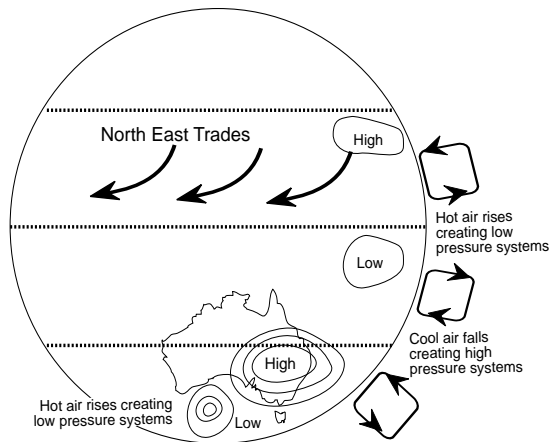 North East Trades
High
Hot air rises
creating low
pressure systems
Low
Cool air falls
creating high
pressure systems
High
Hot air rises creating
low pressure systems
Low